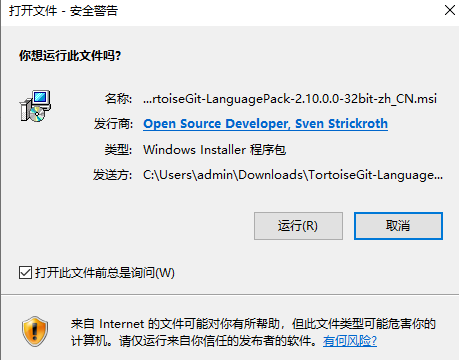 打开文件 - 安全警告
你想运行此文件吗?
名称: ...rtoiseGit-LanguagePack-2.10.0.0-32bit-zh_CN.msi
发行商: Open Source Developer, Sven Strickroth
类型: Windows Installer 程序包
发送方: C:\Users\admin\Downloads\TortoiseGit-Language...
运行(R) 取消
打开此文件前总是询问(W)
来自 Internet 的文件可能对你有所帮助，但此文件类型可能危害你的
计算机。请仅运行来自你信任的发布者的软件。有何风险?